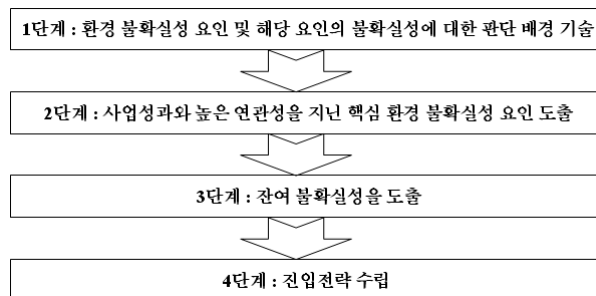 1단계 : 환경 불확실성 요인 및 해당 요인의 불확실성에 대한 판단 배경 기술
2단계 : 사업성과와 높은 연관성을 지닌 핵심 환경 불확실성 요인 도출
3단계 : 잔여 불확실성을 도출
4단계 : 진입전략 수립